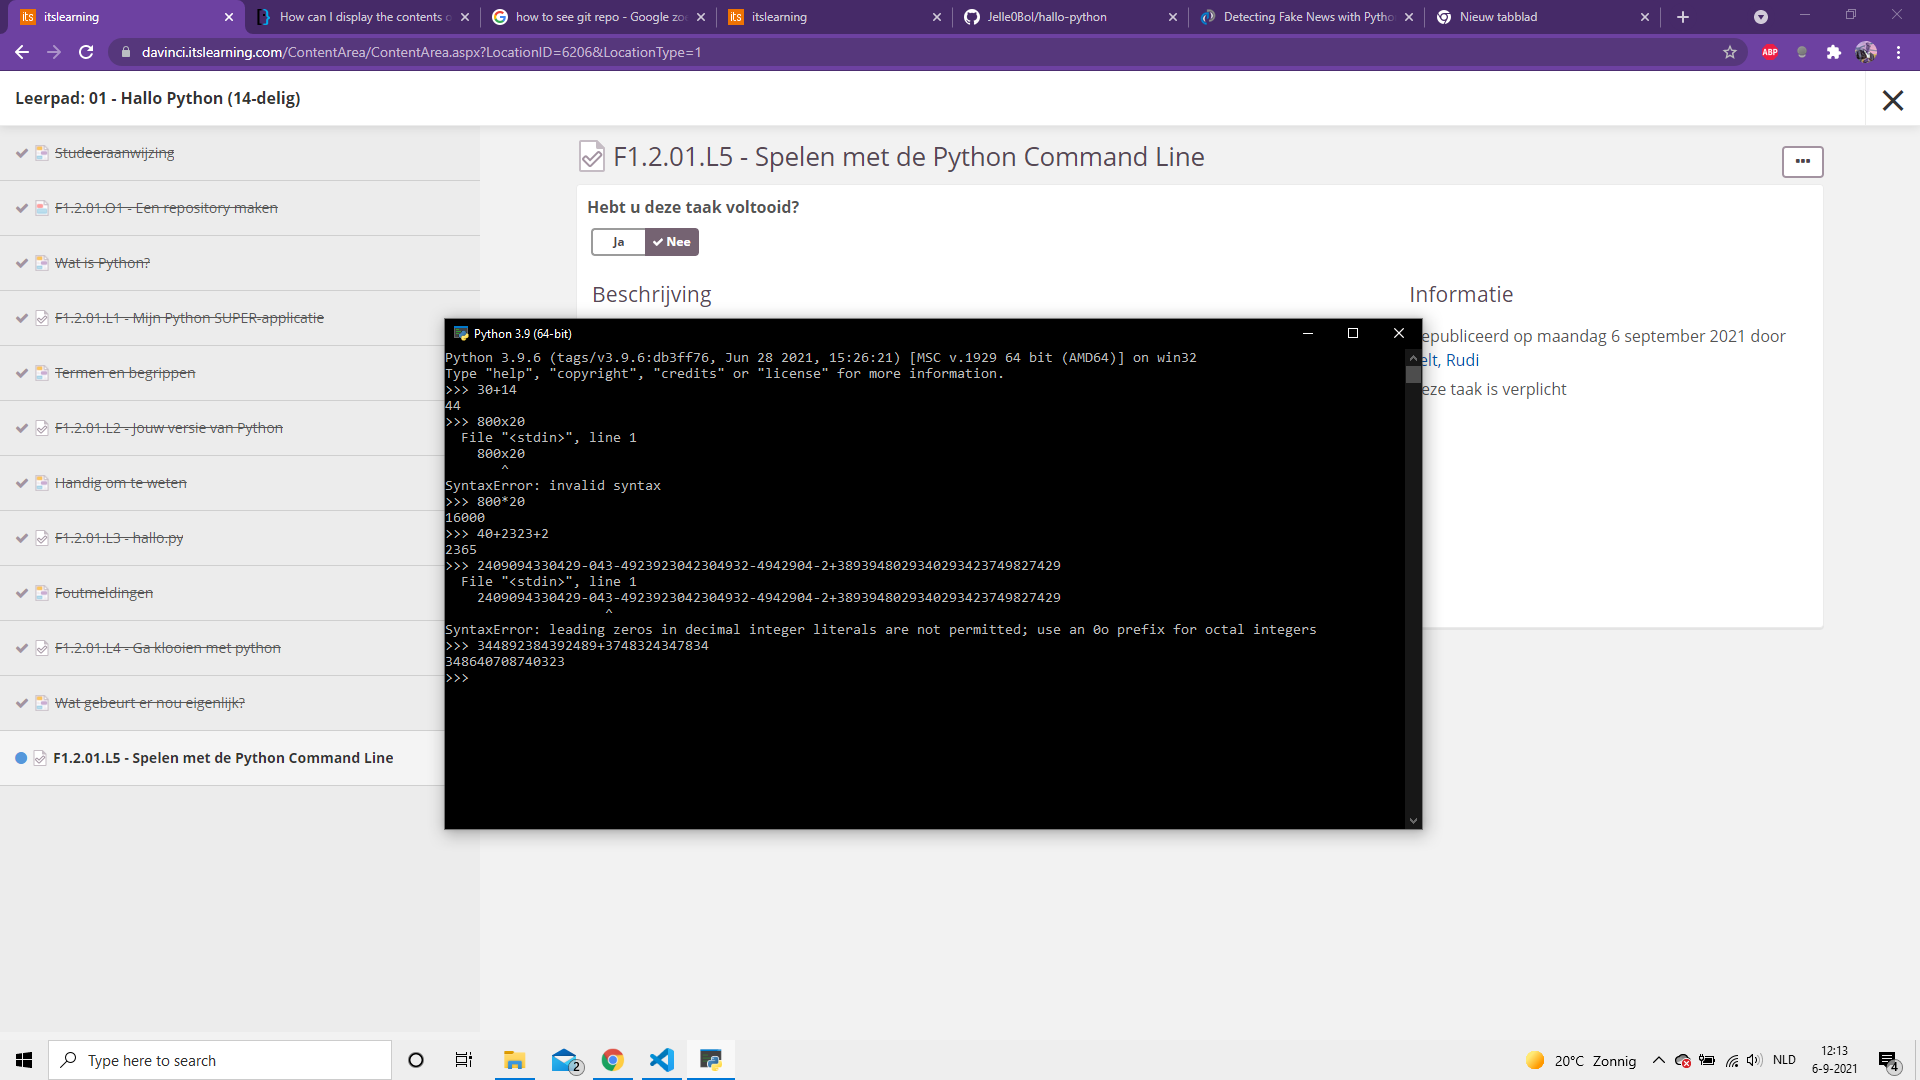 itslearning
How can I display the contents o
how to see git repo - Google zoe
itslearning
Jelle0Bol/hallo-python
Detecting Fake News with Pytho
Nieuw tabblad
davinci.itslearning.com/ContentArea/ContentArea.aspx?LocationID=6206&LocationType=1
ABP
Leerpad: 01 - Hallo Python (14-delig)
Studeeraanwijzing
F1.2.01.O1 - Een repository maken
Wat is Python?
F1.2.01.L1 - Mijn Python SUPER-applicatie
Termen en begrippen
F1.2.01.L2 - Jouw versie van Python
Handig om te weten
F1.2.01.L3 - hallo.py
Foutmeldingen
F1.2.01.L4 - Ga klooien met python
Wat gebeurt er nou eigenlijk?
F1.2.01.L5 - Spelen met de Python Command Line
F1.2.01.L5 - Spelen met de Python Command Line
Hebt u deze taak voltooid?
Ja
Nee
Beschrijving
Informatie
epubliceerd op maandag 6 september 2021 door
elt, Rudi
eze taak is verplicht
Python 3.9 (64-bit)
Python 3.9.6 (tags/v3.9.6:db3ff76, Jun 28 2021, 15:26:21) [MSC v.1929 64 bit (AMD64)] on win32
Type "help", "copyright", "credits" or "license" for more information.
>>> 30+14
44
>>> 800x20
  File "<stdin>", line 1
    800x20
       ^
SyntaxError: invalid syntax
>>> 800*20
16000
>>> 40+2323+2
2365
>>> 2409094330429-043-4923923042304932-4942904-2+38939480293402934​23749827429
  File "<stdin>", line 1
    2409094330429-043-4923923042304932-4942904-2+3893948029340293423749827429
                    ^
SyntaxError: leading zeros in decimal integer literals are not permitted; use an 0o prefix for octal integers
>>> 344892384392489+3748324347834
348640708740323
>>>
Type here to search
2
20°C Zonnig
NLD
12:13
6-9-2021
4